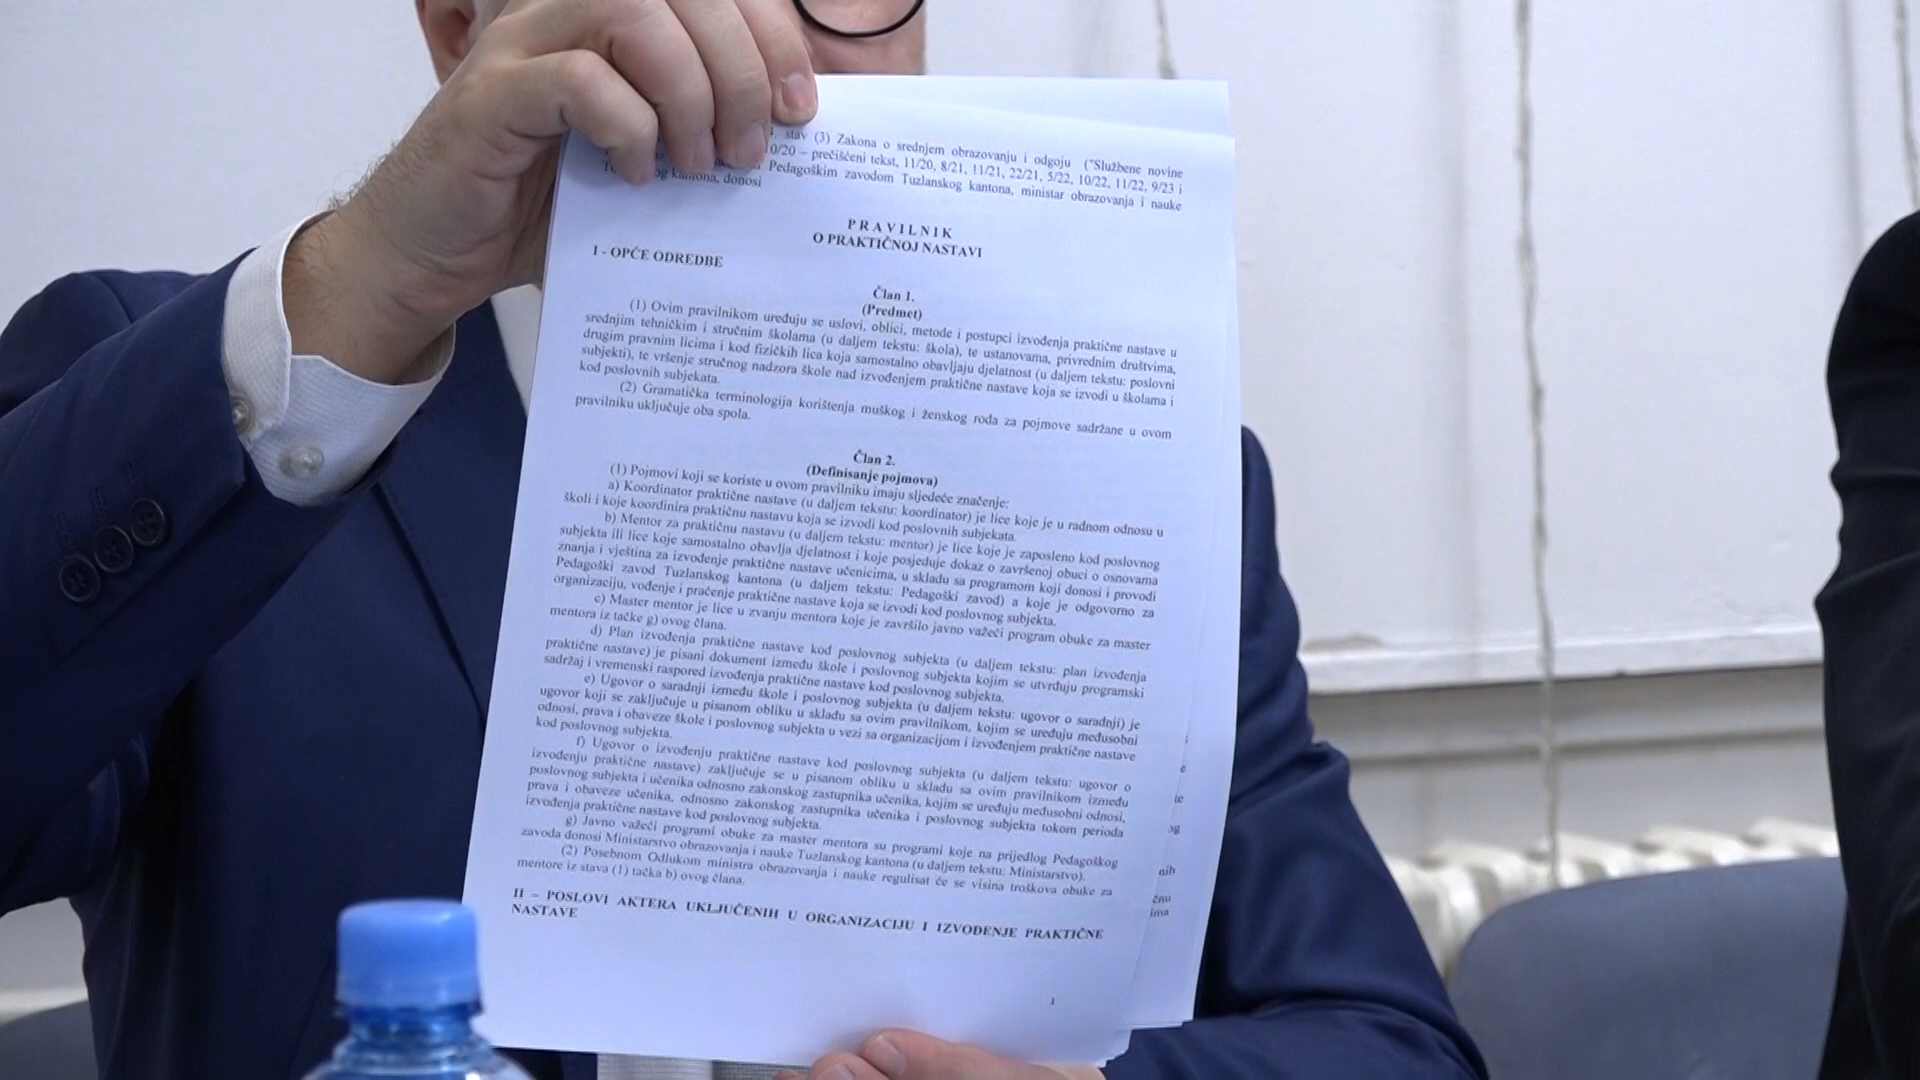 stav (3) Zakona o srednjem obrazovanju i odgoju ("Službene novine
10/20 – prečišćeni tekst, 11/20, 8/21, 11/21, 22/21, 5/22, 10/22, 11/22, 9/23 i
Pedagoškim zavodom Tuzlanskog kantona, ministar obrazovanja i nauke
kantona, donosi
P R A V I L N I K
O PRAKTIČNOJ NASTAVI
I - OPĆE ODREDBE
Član 1.
(Predmet)
(1) Ovim pravilnikom uređuju se uslovi, oblici, metode i postupci izvođenja praktične nastave u
srednjim tehničkim i stručnim školama (u daljem tekstu: škola), te ustanovama, privrednim društvima,
drugim pravnim licima i kod fizičkih lica koja samostalno obavljaju djelatnost (u daljem tekstu: poslovni
subjekti), te vršenje stručnog nadzora škole nad izvođenjem praktične nastave koja se izvodi u školama i
kod poslovnih subjekata.
(2) Gramatička terminologija korištenja muškog i ženskog roda za pojmove sadržane u ovom
pravilniku uključuje oba spola.
Član 2.
(Definisanje pojmova)
(1) Pojmovi koji se koriste u ovom pravilniku imaju sljedeće značenje:
a) Koordinator praktične nastave (u daljem tekstu: koordinator) je lice koje je u radnom odnosu u
školi i koje koordinira praktičnu nastavu koja se izvodi kod poslovnih subjekata.
b) Mentor za praktičnu nastavu (u daljem tekstu: mentor) je lice koje je zaposleno kod poslovnog
subjekta ili lice koje samostalno obavlja djelatnost i koje posjeduje dokaz o završenoj obuci o osnovama
znanja i vještina za izvođenje praktične nastave učenicima, u skladu sa programom koji donosi i provodi
Pedagoški zavod Tuzlanskog kantona (u daljem tekstu: Pedagoški zavod) a koje je odgovorno za
organizaciju, vođenje i praćenje praktične nastave koja se izvodi kod poslovnog subjekta.
c) Master mentor je lice u zvanju mentora koje je završilo javno važeći program obuke za master
mentora iz tačke g) ovog člana.
d) Plan izvođenja praktične nastave kod poslovnog subjekta (u daljem tekstu: plan izvođenja
praktične nastave) je pisani dokument između škole i poslovnog subjekta kojim se utvrđuju programski
sadržaj i vremenski raspored izvođenja praktične nastave kod poslovnog subjekta.
e) Ugovor o saradnji između škole i poslovnog subjekta (u daljem tekstu: ugovor o saradnji) je
ugovor koji se zaključuje u pisanom obliku u skladu sa ovim pravilnikom, kojim se uređuju međusobni
odnosi, prava i obaveze škole i poslovnog subjekta u vezi sa organizacijom i izvođenjem praktične nastave
kod poslovnog subjekta.
f) Ugovor o izvođenju praktične nastave kod poslovnog subjekta (u daljem tekstu: ugovor o
izvođenju praktične nastave) zaključuje se u pisanom obliku u skladu sa ovim pravilnikom između
poslovnog subjekta i učenika odnosno zakonskog zastupnika učenika, kojim se uređuju međusobni odnosi,
prava i obaveze učenika, odnosno zakonskog zastupnika učenika i poslovnog subjekta tokom perioda
izvođenja praktične nastave kod poslovnog subjekta.
g) Javno važeći programi obuke za master mentora su programi koje na prijedlog Pedagoškog
zavoda donosi Ministarstvo obrazovanja i nauke Tuzlanskog kantona (u daljem tekstu: Ministarstvo).
(2) Posebnom Odlukom ministra obrazovanja i nauke regulisat će se visina troškova obuke za
mentore iz stava (1) tačka b) ovog člana.
II – POSLOVI AKTERA UKLJUČENIH U ORGANIZACIJU I IZVOĐENJE PRAKTIČNE
NASTAVE
1